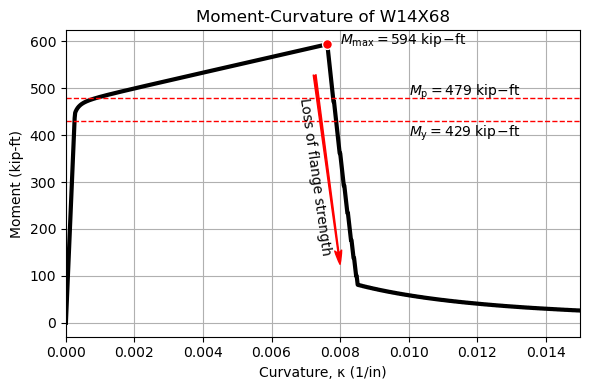 Moment-Curvature of W14X68
M_max = 594 kip−ft
M_p = 479 kip−ft
M_y = 429 kip−ft
Loss of flange strength
Moment (kip-ft)
600
500
400
300
200
100
0
0.000 0.002 0.004 0.006 0.008 0.010 0.012 0.014
Curvature, κ (1/in)